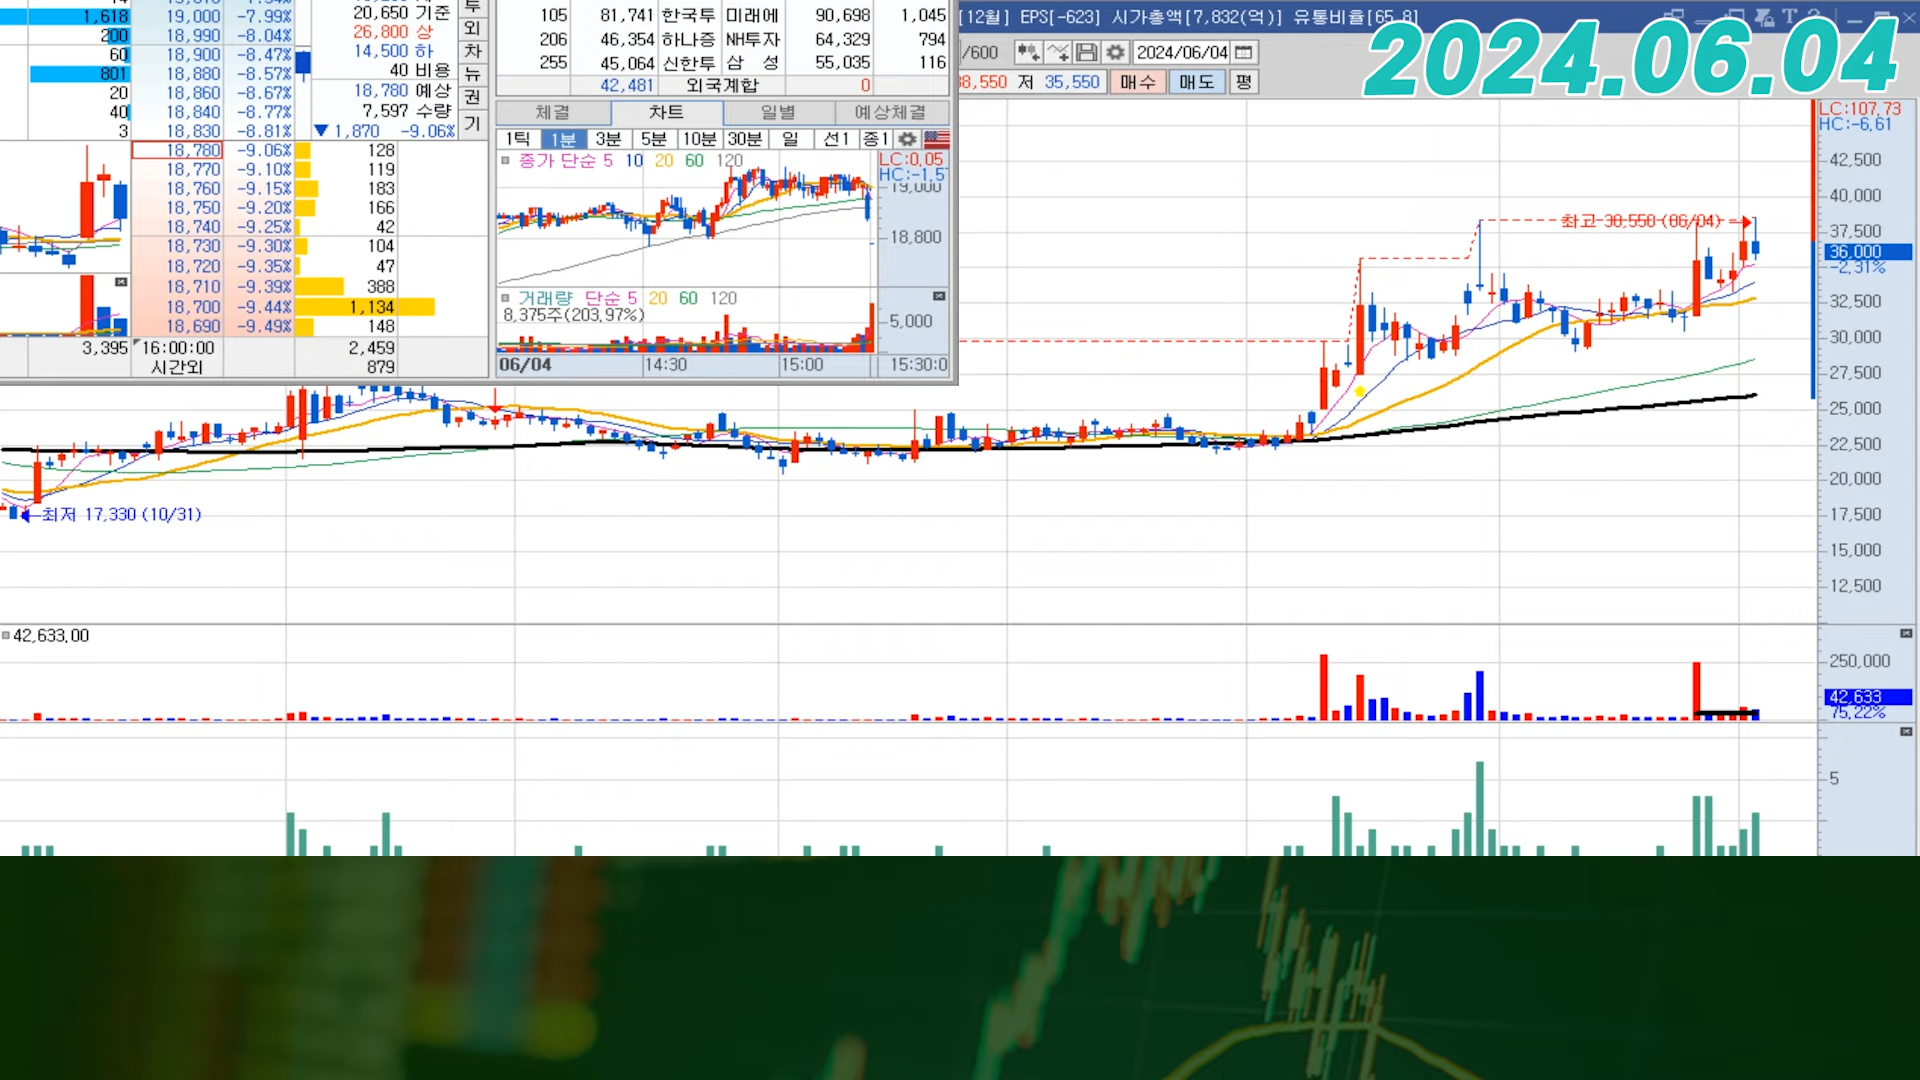 2024.06.04
[12월] EPS[-623] 시가총액[7,832(억)] 유통비율[65,8]
/600 2024/06/04
38,550 저 35,550 매수 매도 평
1,618 19,000 -7.99% 20,650 기준 외
200 18,990 -8.04% 26,800 상
60 18,900 -8.47% 14,500 하 차
801 18,880 -8.57% 40 비용 뉴
20 18,860 -8.67% 18,780 예상 권
40 18,840 -8.77% 7,597 수량
3 18,830 -8.81% ▼ 1,870 -9.06% 기
18,780 -9.06% 128
18,770 -9.10% 119
18,760 -9.15% 183
18,750 -9.20% 166
18,740 -9.25% 42
18,730 -9.30% 104
18,720 -9.35% 47
18,710 -9.39% 388
18,700 -9.44% 1,134
18,690 -9.49% 148
3,395 16:00:00 2,459
시간외 879
105 81,741 한국투 미래에 90,698 1,045
206 46,354 하나증 NH투자 64,329 794
255 45,064 신한투 삼 성 55,035 116
42,481 외국계합 0
체결 차트 일별 예상체결
1틱 1분 3분 5분 10분 30분 일 선1 종1
종가 단순 5 10 20 60 120
LC:0,05
HC:-1,5
19,000
18,800
거래량 단순 5 20 60 120
8,375주(203,97%)
5,000
06/04 14:30 15:00 15:30:0
LC:107,73
HC:-6,61
42,500
40,000
최고 38,550 (06/04)
37,500
36,000
-2,31%
32,500
30,000
27,500
25,000
22,500
20,000
최저 17,330 (10/31)
17,500
15,000
12,500
42,633,00
250,000
42,633
75,22%
5